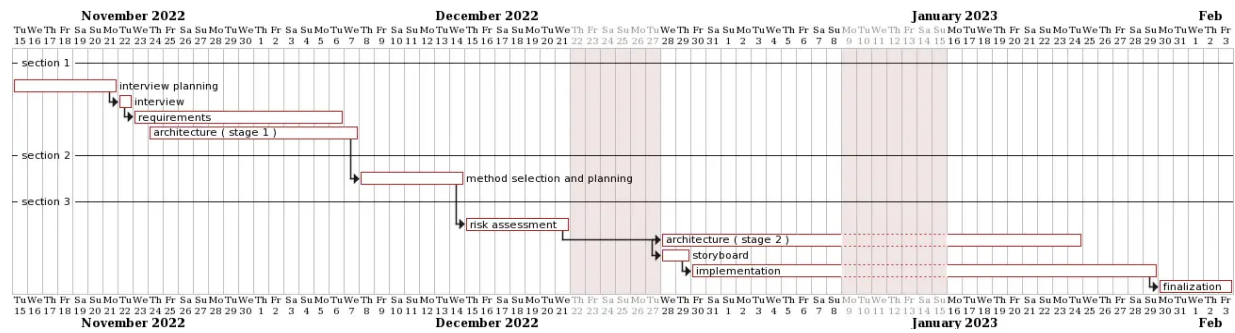 November 2022 December 2022 January 2023 Feb
Tu We Th Fr Sa Su Mo Tu We Th Fr Sa Su Mo Tu We Th Fr Sa Su Mo Tu We Th Fr Sa Su Mo Tu We Th Fr Sa Su Mo Tu We Th Fr Sa Su Mo Tu We Th Fr Sa Su Mo Tu We Th Fr Sa Su Mo Tu We Th Fr Sa Su Mo Tu We Th Fr Sa Su Mo Tu We Th Fr Sa Su Mo Tu We Th Fr
15 16 17 18 19 20 21 22 23 24 25 26 27 28 29 30 1 2 3 4 5 6 7 8 9 10 11 12 13 14 15 16 17 18 19 20 21 22 23 24 25 26 27 28 29 30 31 1 2 3 4 5 6 7 8 9 10 11 12 13 14 15 16 17 18 19 20 21 22 23 24 25 26 27 28 29 30 31 1 2 3
section 1
interview planning
interview
requirements
architecture ( stage 1 )
section 2
method selection and planning
section 3
risk assessment
architecture ( stage 2 )
storyboard
implementation
finalization
Tu We Th Fr Sa Su Mo Tu We Th Fr Sa Su Mo Tu We Th Fr Sa Su Mo Tu We Th Fr Sa Su Mo Tu We Th Fr Sa Su Mo Tu We Th Fr Sa Su Mo Tu We Th Fr Sa Su Mo Tu We Th Fr Sa Su Mo Tu We Th Fr Sa Su Mo Tu We Th Fr Sa Su Mo Tu We Th Fr Sa Su Mo Tu We Th Fr
15 16 17 18 19 20 21 22 23 24 25 26 27 28 29 30 1 2 3 4 5 6 7 8 9 10 11 12 13 14 15 16 17 18 19 20 21 22 23 24 25 26 27 28 29 30 31 1 2 3 4 5 6 7 8 9 10 11 12 13 14 15 16 17 18 19 20 21 22 23 24 25 26 27 28 29 30 31 1 2 3
November 2022 December 2022 January 2023 Feb